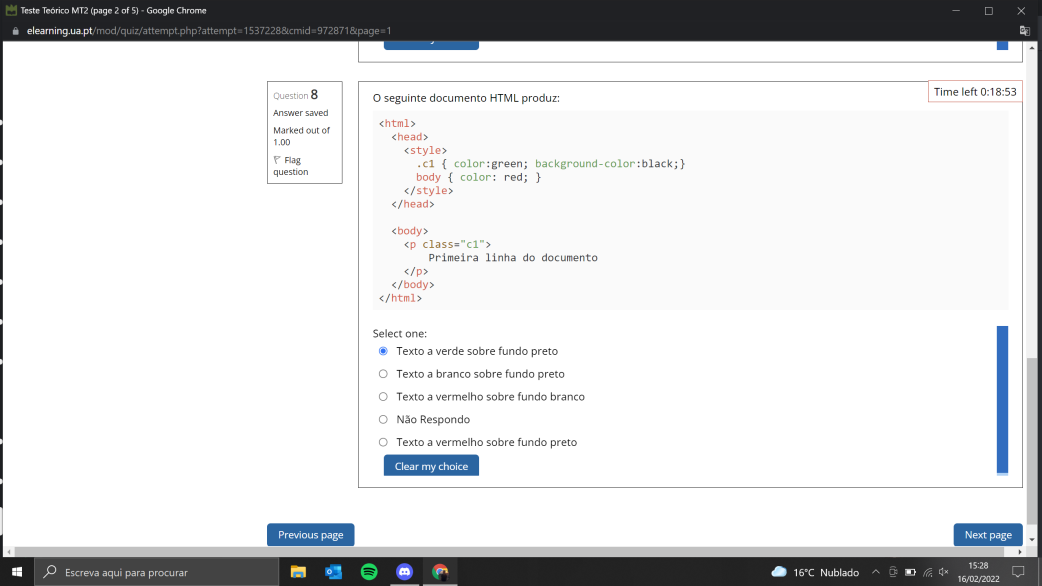 Teste Teórico MT2 (page 2 of 5) - Google Chrome
elearning.ua.pt/mod/quiz/attempt.php?attempt=1537228&cmid=972871&page=1
Question 8
Answer saved
Marked out of
1.00
Flag
question
Time left 0:18:53
O seguinte documento HTML produz:
<html>
<head>
<style>
.c1 { color:green; background-color:black;}
body { color: red; }
</style>
</head>
<body>
<p class="c1">
Primeira linha do documento
</p>
</body>
</html>
Select one:
Texto a verde sobre fundo preto
Texto a branco sobre fundo preto
Texto a vermelho sobre fundo branco
Não Respondo
Texto a vermelho sobre fundo preto
Clear my choice
Previous page
Next page
Escreva aqui para procurar
16°C Nublado
15:28
16/02/2022